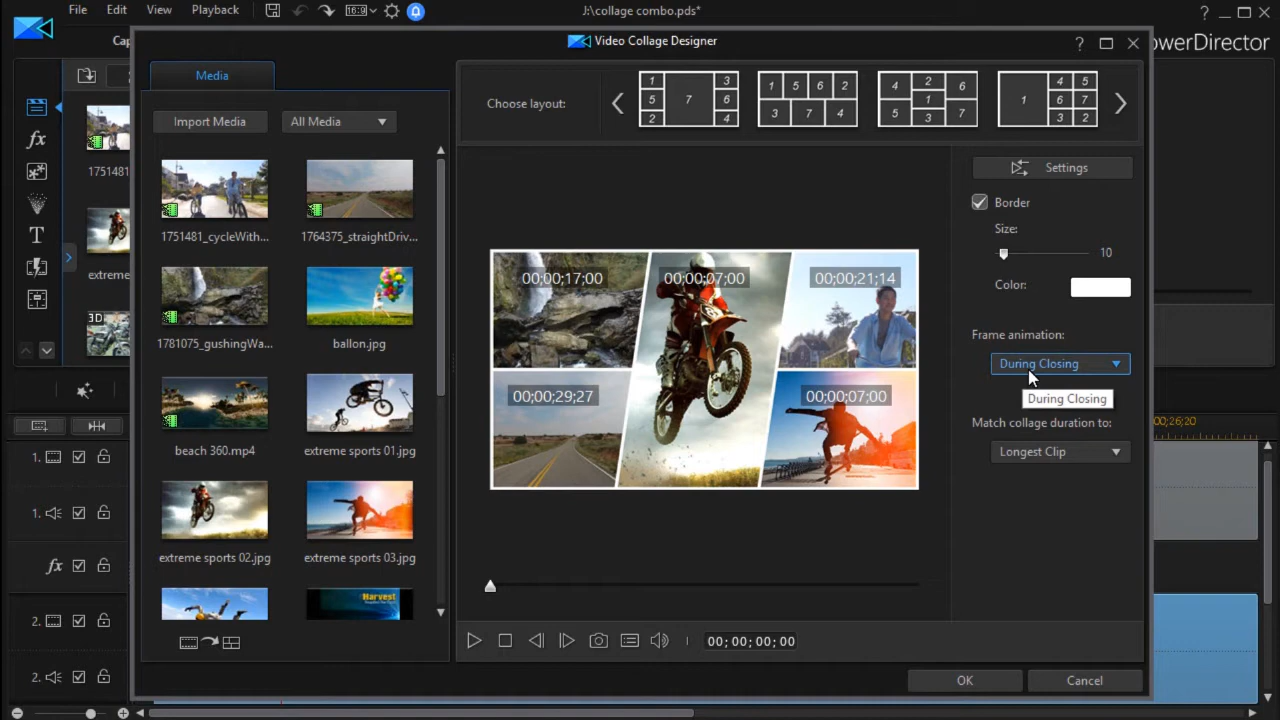 File Edit View Playback 16:9 J:\collage combo.pds*
Cap
1751481
extreme
3D
werDirector
Video Collage Designer
Media
Import Media All Media
1751481_cycleWith...
1764375_straightDriv...
1781075_gushingWa...
ballon.jpg
beach 360.mp4
extreme sports 01.jpg
extreme sports 02.jpg
extreme sports 03.jpg
Harvest
Choose layout:
1 5 2 7 3 6 4
1 5 6 2 3 7 4
4 5 2 1 3 6 7
1 4 5 6 7 3 2
00;00;17;00
00;00;07;00
00;00;21;14
00;00;29;27
00;00;07;00
Settings
Border
Size:
10
Color:
Frame animation:
During Closing
During Closing
Match collage duration to:
Longest Clip
00;26;20
00; 00; 00; 00
OK Cancel
1.
1.
fx
2.
2.